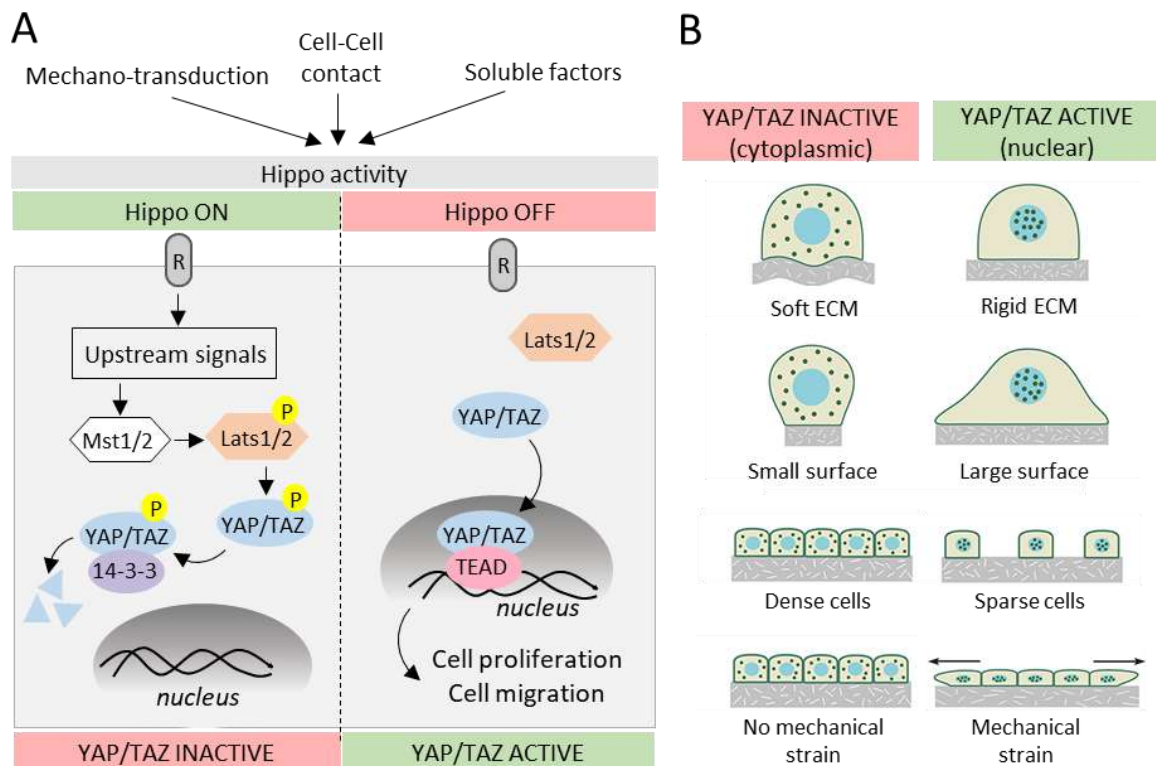 A
Mechano-transduction
Cell-Cell
contact
Soluble factors
Hippo activity
Hippo ON
Hippo OFF
R
Upstream signals
Mst1/2
Lats1/2
P
YAP/TAZ
P
YAP/TAZ
P
14-3-3
nucleus
R
Lats1/2
YAP/TAZ
YAP/TAZ
TEAD
nucleus
Cell proliferation
Cell migration
YAP/TAZ INACTIVE
YAP/TAZ ACTIVE
B
YAP/TAZ INACTIVE
(cytoplasmic)
YAP/TAZ ACTIVE
(nuclear)
Soft ECM
Rigid ECM
Small surface
Large surface
Dense cells
Sparse cells
No mechanical
strain
Mechanical
strain